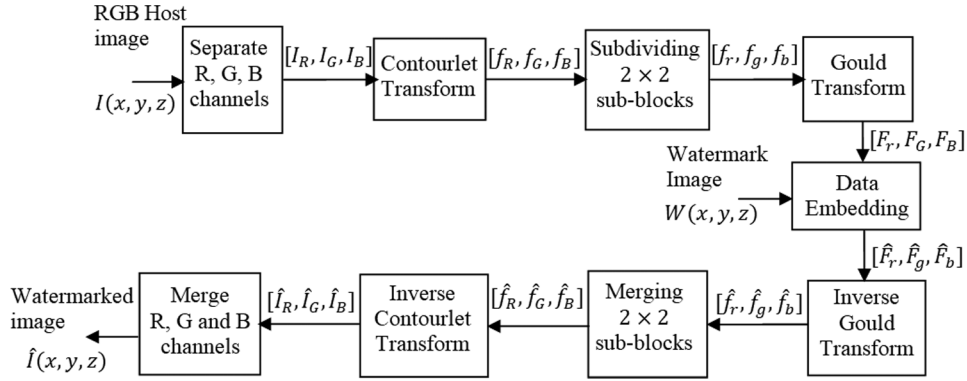 RGB Host
image
I(x, y, z)
Separate
R, G, B
channels
[I_R, I_G, I_B]
Contourlet
Transform
[f_R, f_G, f_B]
Subdividing
2 × 2
sub-blocks
[f_r, f_g, f_b]
Gould
Transform
[F_r, F_G, F_B]
Watermark
Image
W(x, y, z)
Data
Embedding
[F̂_r, F̂_g, F̂_b]
Inverse
Gould
Transform
[f̂_r, f̂_g, f̂_b]
Merging
2 × 2
sub-blocks
[f̂_R, f̂_G, f̂_B]
Inverse
Contourlet
Transform
[Î_R, Î_G, Î_B]
Merge
R, G and B
channels
Watermarked
image
Î(x, y, z)